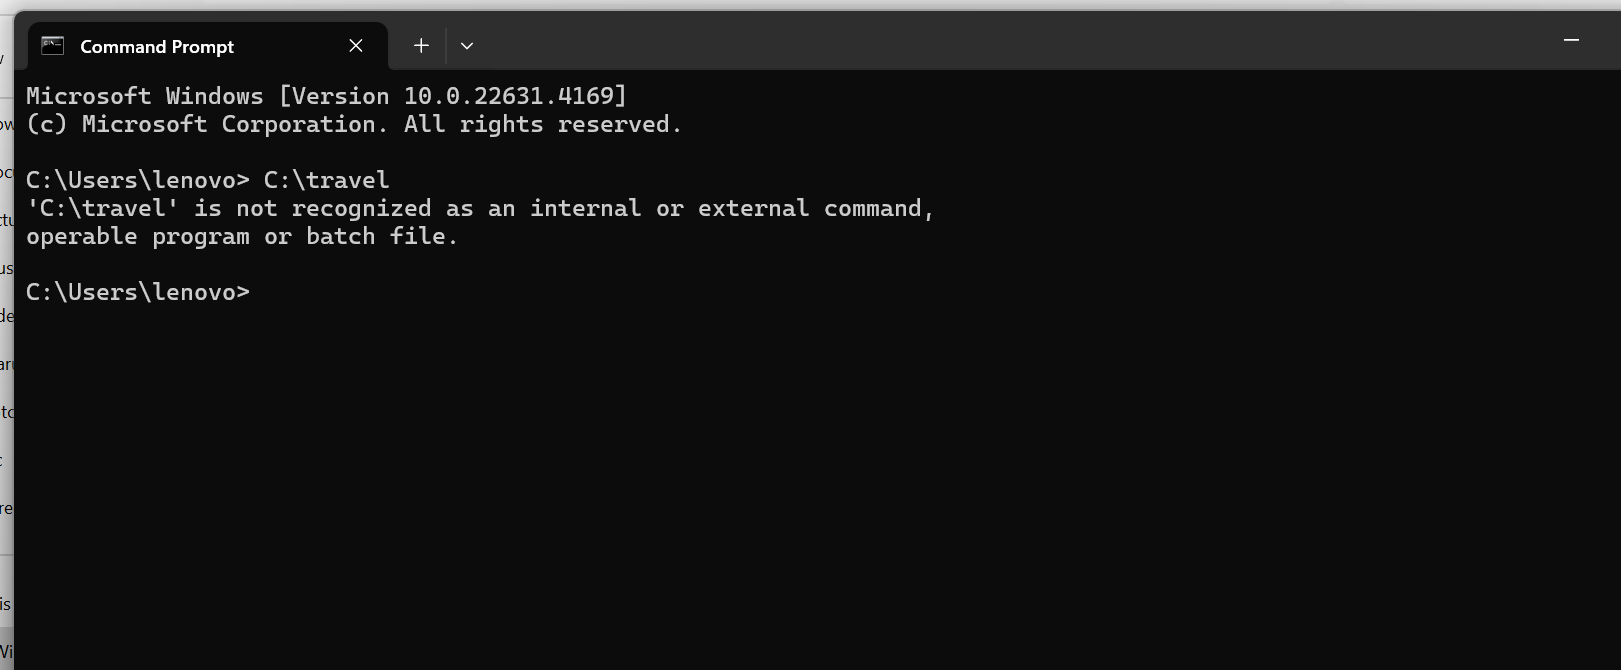 Command Prompt
Microsoft Windows [Version 10.0.22631.4169]
(c) Microsoft Corporation. All rights reserved.
C:\Users\lenovo> C:\travel
'C:\travel' is not recognized as an internal or external command,
operable program or batch file.
C:\Users\lenovo>